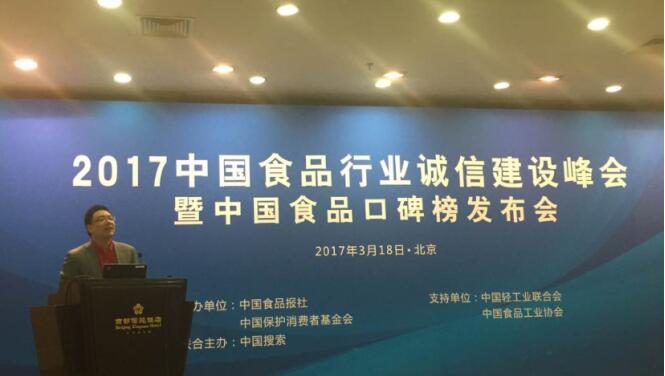 2017中国食品行业诚信建设峰会
暨中国食品口碑榜发布会
2017年3月18日·北京
办单位：中国食品报社
中国保护消费者基金会
联合主办：中国搜索
支持单位：中国轻工业联合会
中国食品工业协会
Beijing Xinyuan Hotel